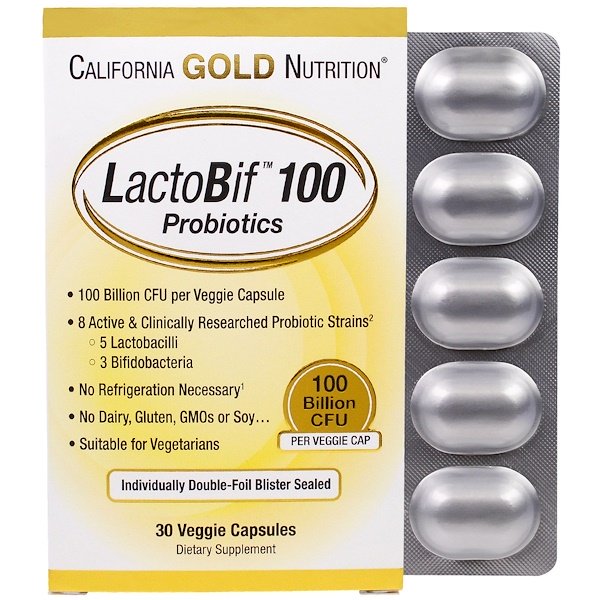 CALIFORNIA GOLD NUTRITION®
LactoBif™ 100
Probiotics
• 100 Billion CFU per Veggie Capsule
• 8 Active & Clinically Researched Probiotic Strains²
○ 5 Lactobacilli
○ 3 Bifidobacteria
• No Refrigeration Necessary¹
• No Dairy, Gluten, GMOs or Soy…
• Suitable for Vegetarians
100
Billion
CFU
PER VEGGIE CAP
Individually Double-Foil Blister Sealed
30 Veggie Capsules
Dietary Supplement